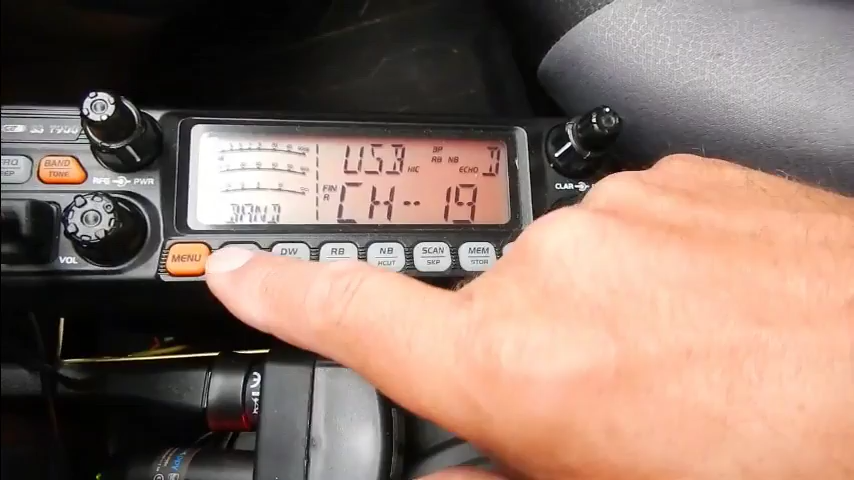 SS T900
BAND
TONE
RFG PWR
VOL
USB
HIC
BP
RB NB
ECHO
D
FIN
R
CH-- 19
BAND
CLAR
MENU
DW
RB
NB
HCUT
SCAN
SKP
MEM
STOR